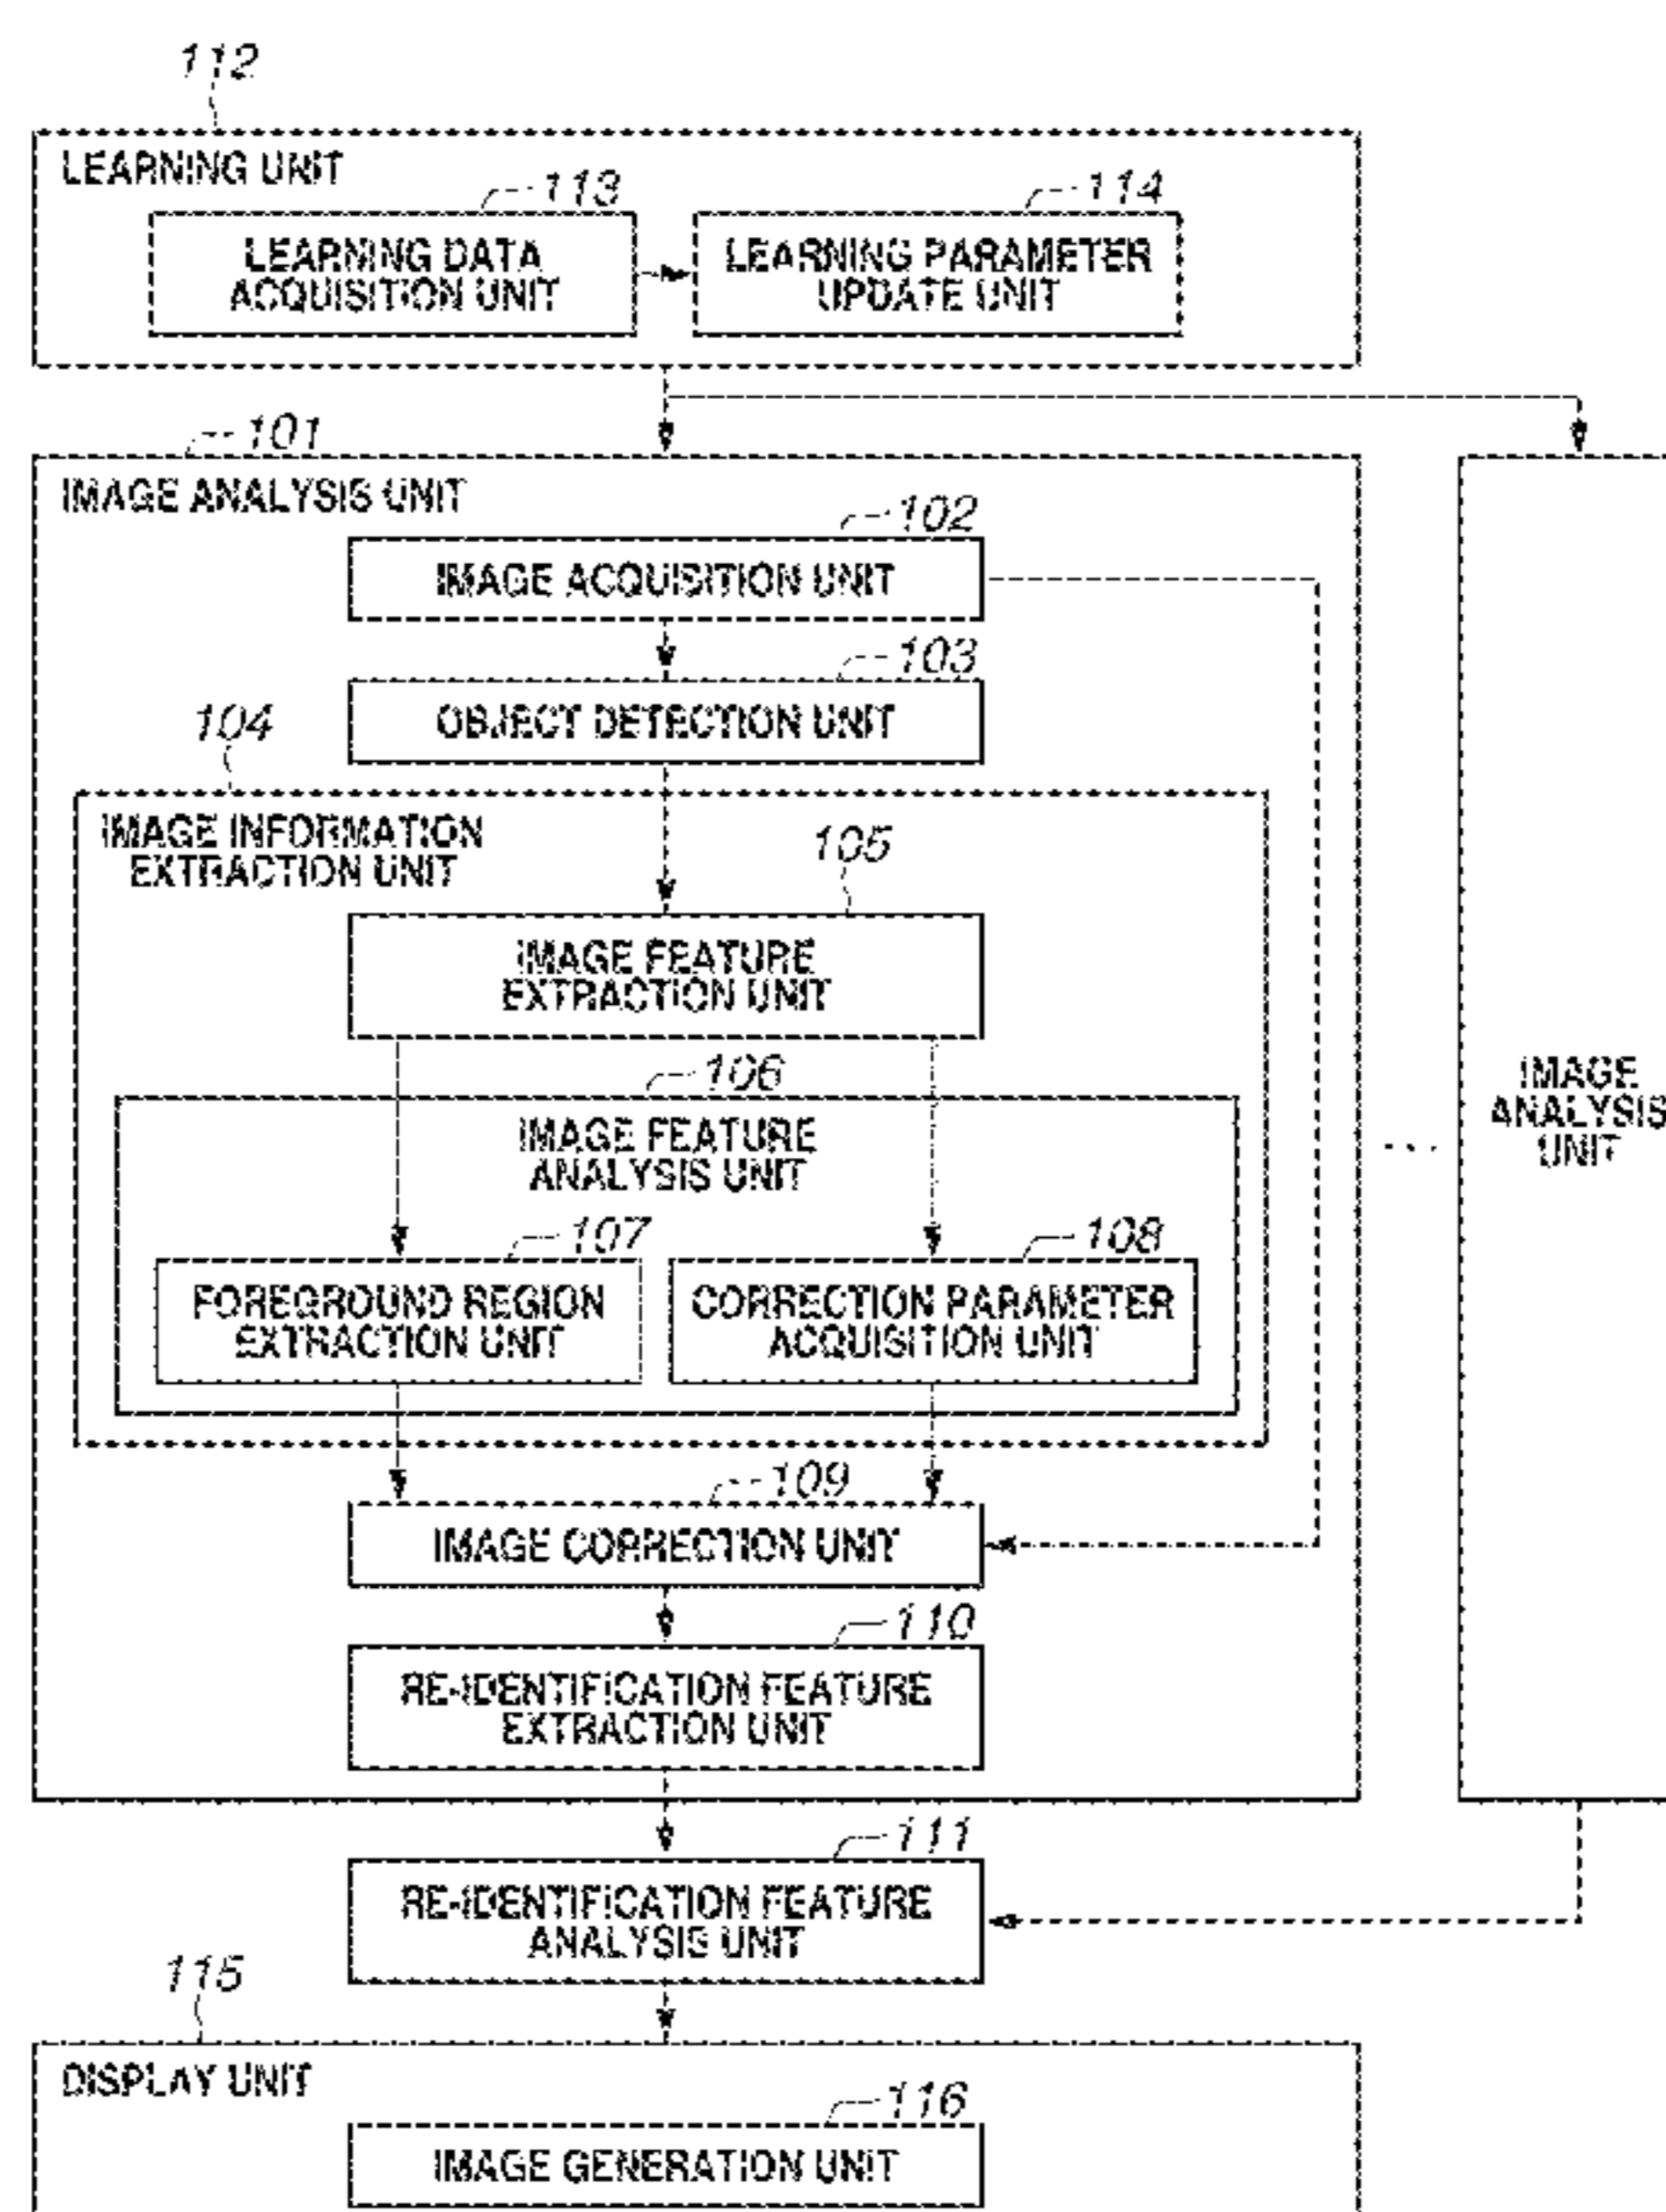 112
LEARNING UNIT
113
114
LEARNING DATA
ACQUISITION UNIT
LEARNING PARAMETER
UPDATE UNIT
101
IMAGE ANALYSIS UNIT
102
IMAGE ACQUISITION UNIT
103
OBJECT DETECTION UNIT
104
IMAGE INFORMATION
EXTRACTION UNIT
105
IMAGE FEATURE
EXTRACTION UNIT
106
IMAGE FEATURE
ANALYSIS UNIT
107
108
FOREGROUND REGION
EXTRACTION UNIT
CORRECTION PARAMETER
ACQUISITION UNIT
109
IMAGE CORRECTION UNIT
110
RE-IDENTIFICATION FEATURE
EXTRACTION UNIT
...
IMAGE
ANALYSIS
UNIT
111
RE-IDENTIFICATION FEATURE
ANALYSIS UNIT
115
DISPLAY UNIT
116
IMAGE GENERATION UNIT